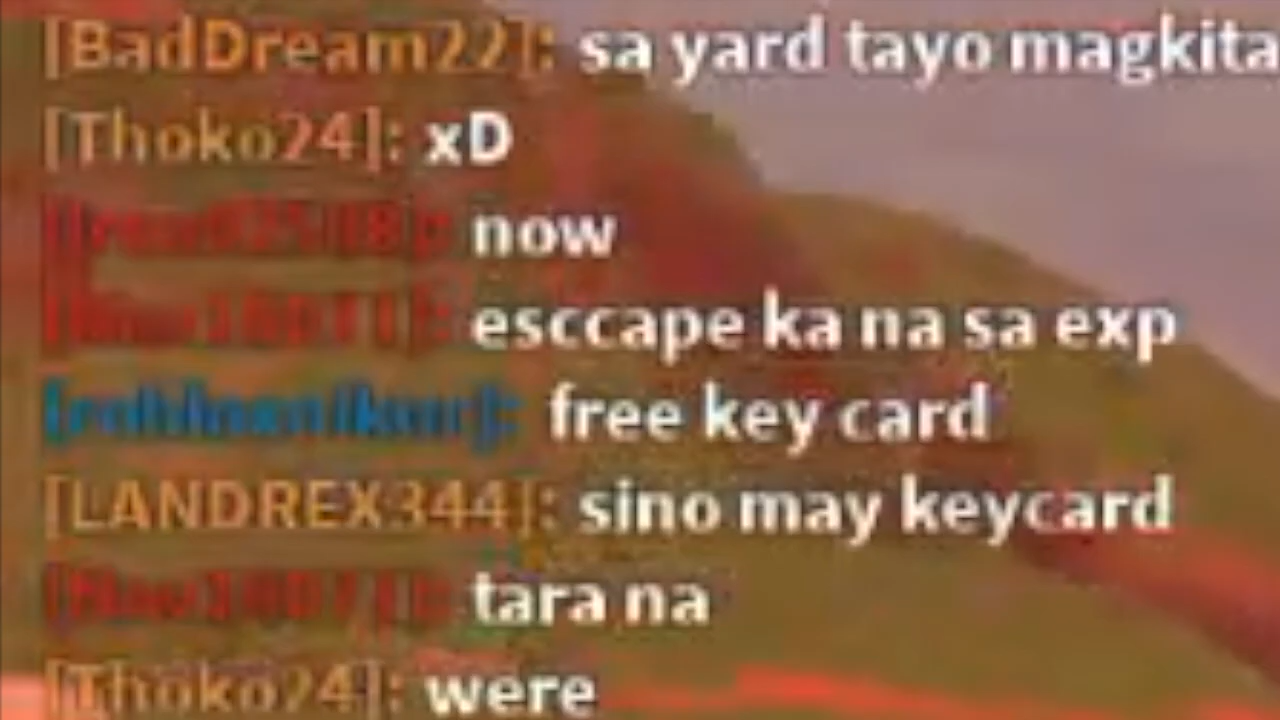 [BadDream22]: sa yard tayo magkita
[Thoko24]: xD
now
esccape ka na sa exp
free key card
[LANDREX344]: sino may keycard
tara na
[Thoko24]: were